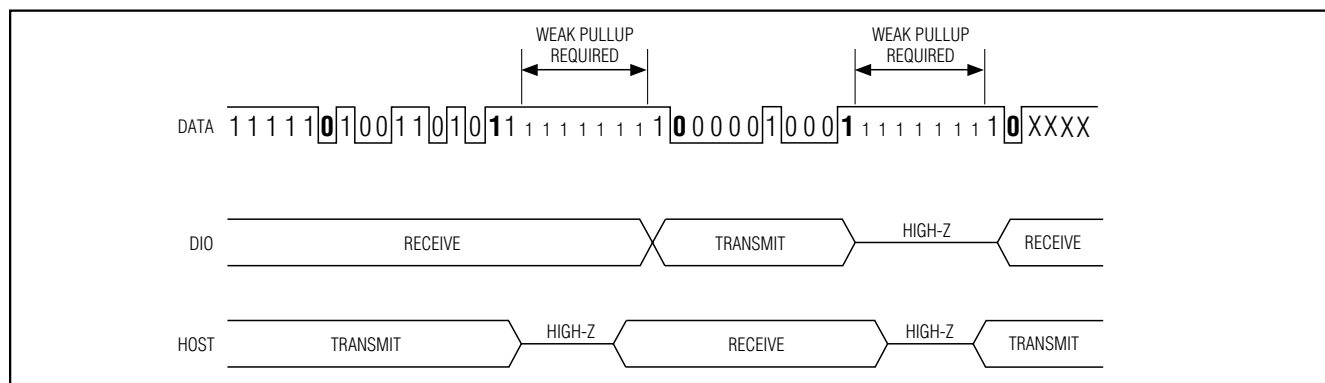 WEAK PULLUP
REQUIRED
WEAK PULLUP
REQUIRED
DATA 1 1 1 1 1 0 1 0 0 1 1 0 1 0 1 1 1 1 1 1 1 1 1 1 0 0 0 0 0 1 0 0 0 1 1 1 1 1 1 1 1 1 0 X X X X
DIO RECEIVE TRANSMIT HIGH-Z RECEIVE
HOST TRANSMIT HIGH-Z RECEIVE HIGH-Z TRANSMIT